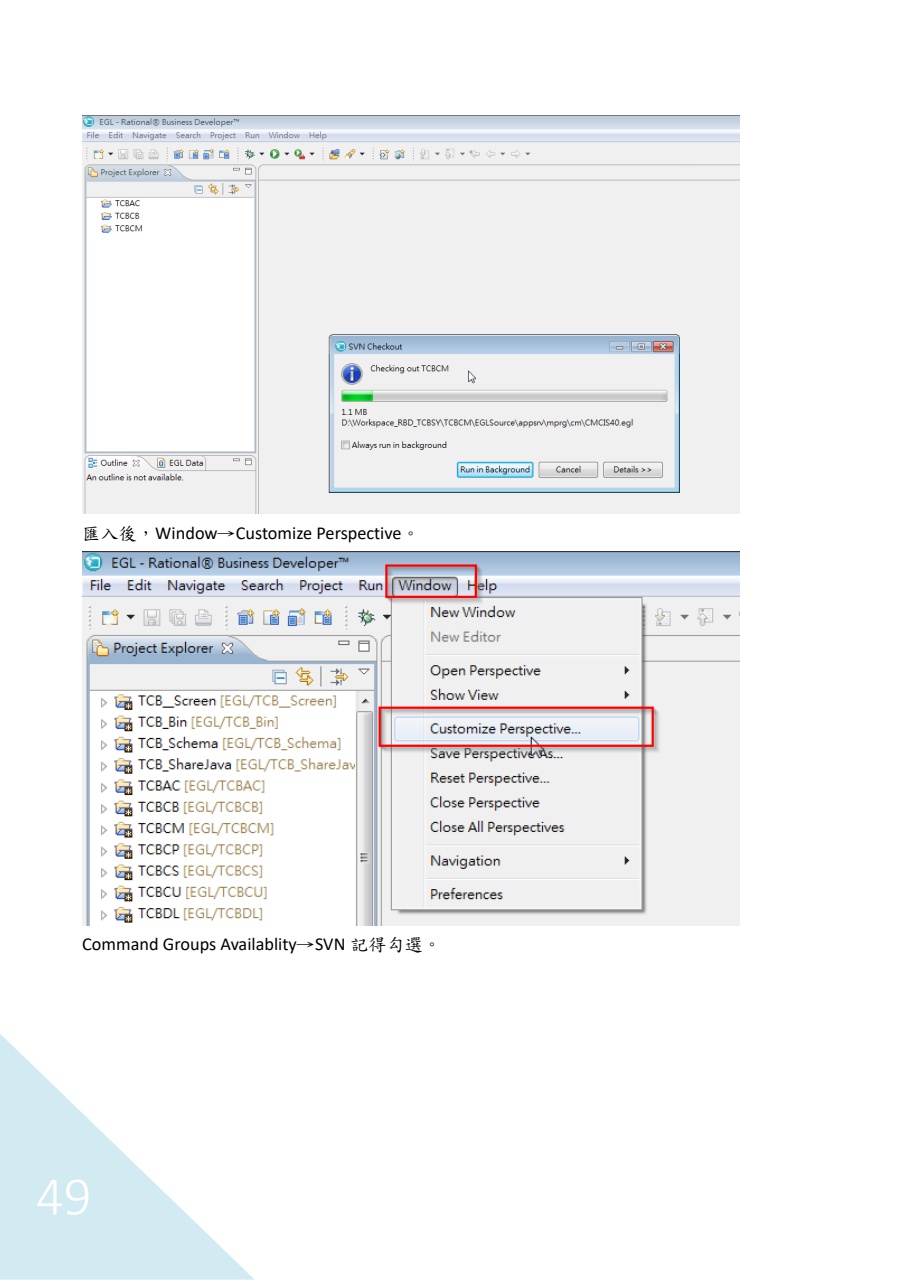 EGL - Rational® Business Developer™
File Edit Navigate Search Project Run Window Help
Project Explorer
TCBAC
TCBCB
TCBCM
SVN Checkout
Checking out TCBCM
1.1 MB
D:\Workspace_RBD_TCBSY\TCBCM\EGLSource\appsrv\mprg\cm\CMCIS40.egl
Always run in background
Run in Background Cancel Details >>
Outline EGL Data
An outline is not available.
匯入後，Window→Customize Perspective。
EGL - Rational® Business Developer™
File Edit Navigate Search Project Run Window Help
Project Explorer
TCB__Screen [EGL/TCB__Screen]
TCB_Bin [EGL/TCB_Bin]
TCB_Schema [EGL/TCB_Schema]
TCB_ShareJava [EGL/TCB_ShareJav
TCBAC [EGL/TCBAC]
TCBCB [EGL/TCBCB]
TCBCM [EGL/TCBCM]
TCBCP [EGL/TCBCP]
TCBCS [EGL/TCBCS]
TCBCU [EGL/TCBCU]
TCBDL [EGL/TCBDL]
New Window
New Editor
Open Perspective
Show View
Customize Perspective...
Save Perspective As...
Reset Perspective...
Close Perspective
Close All Perspectives
Navigation
Preferences
Command Groups Availablity→SVN 記得勾選。
49